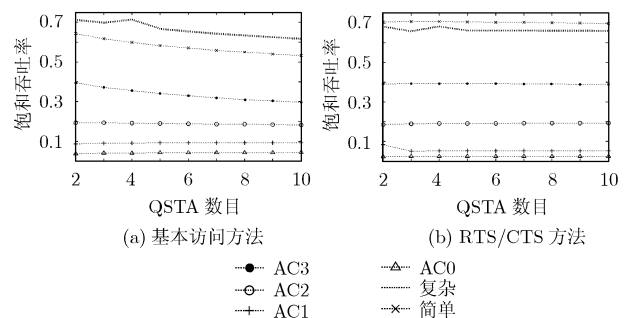 0.7
0.5
0.3
0.1
饱和吞吐率
2 4 6 8 10
QSTA 数目
(a) 基本访问方法
0.7
0.5
0.3
0.1
饱和吞吐率
2 4 6 8 10
QSTA 数目
(b) RTS/CTS 方法
AC3
AC2
AC1
AC0
复杂
简单